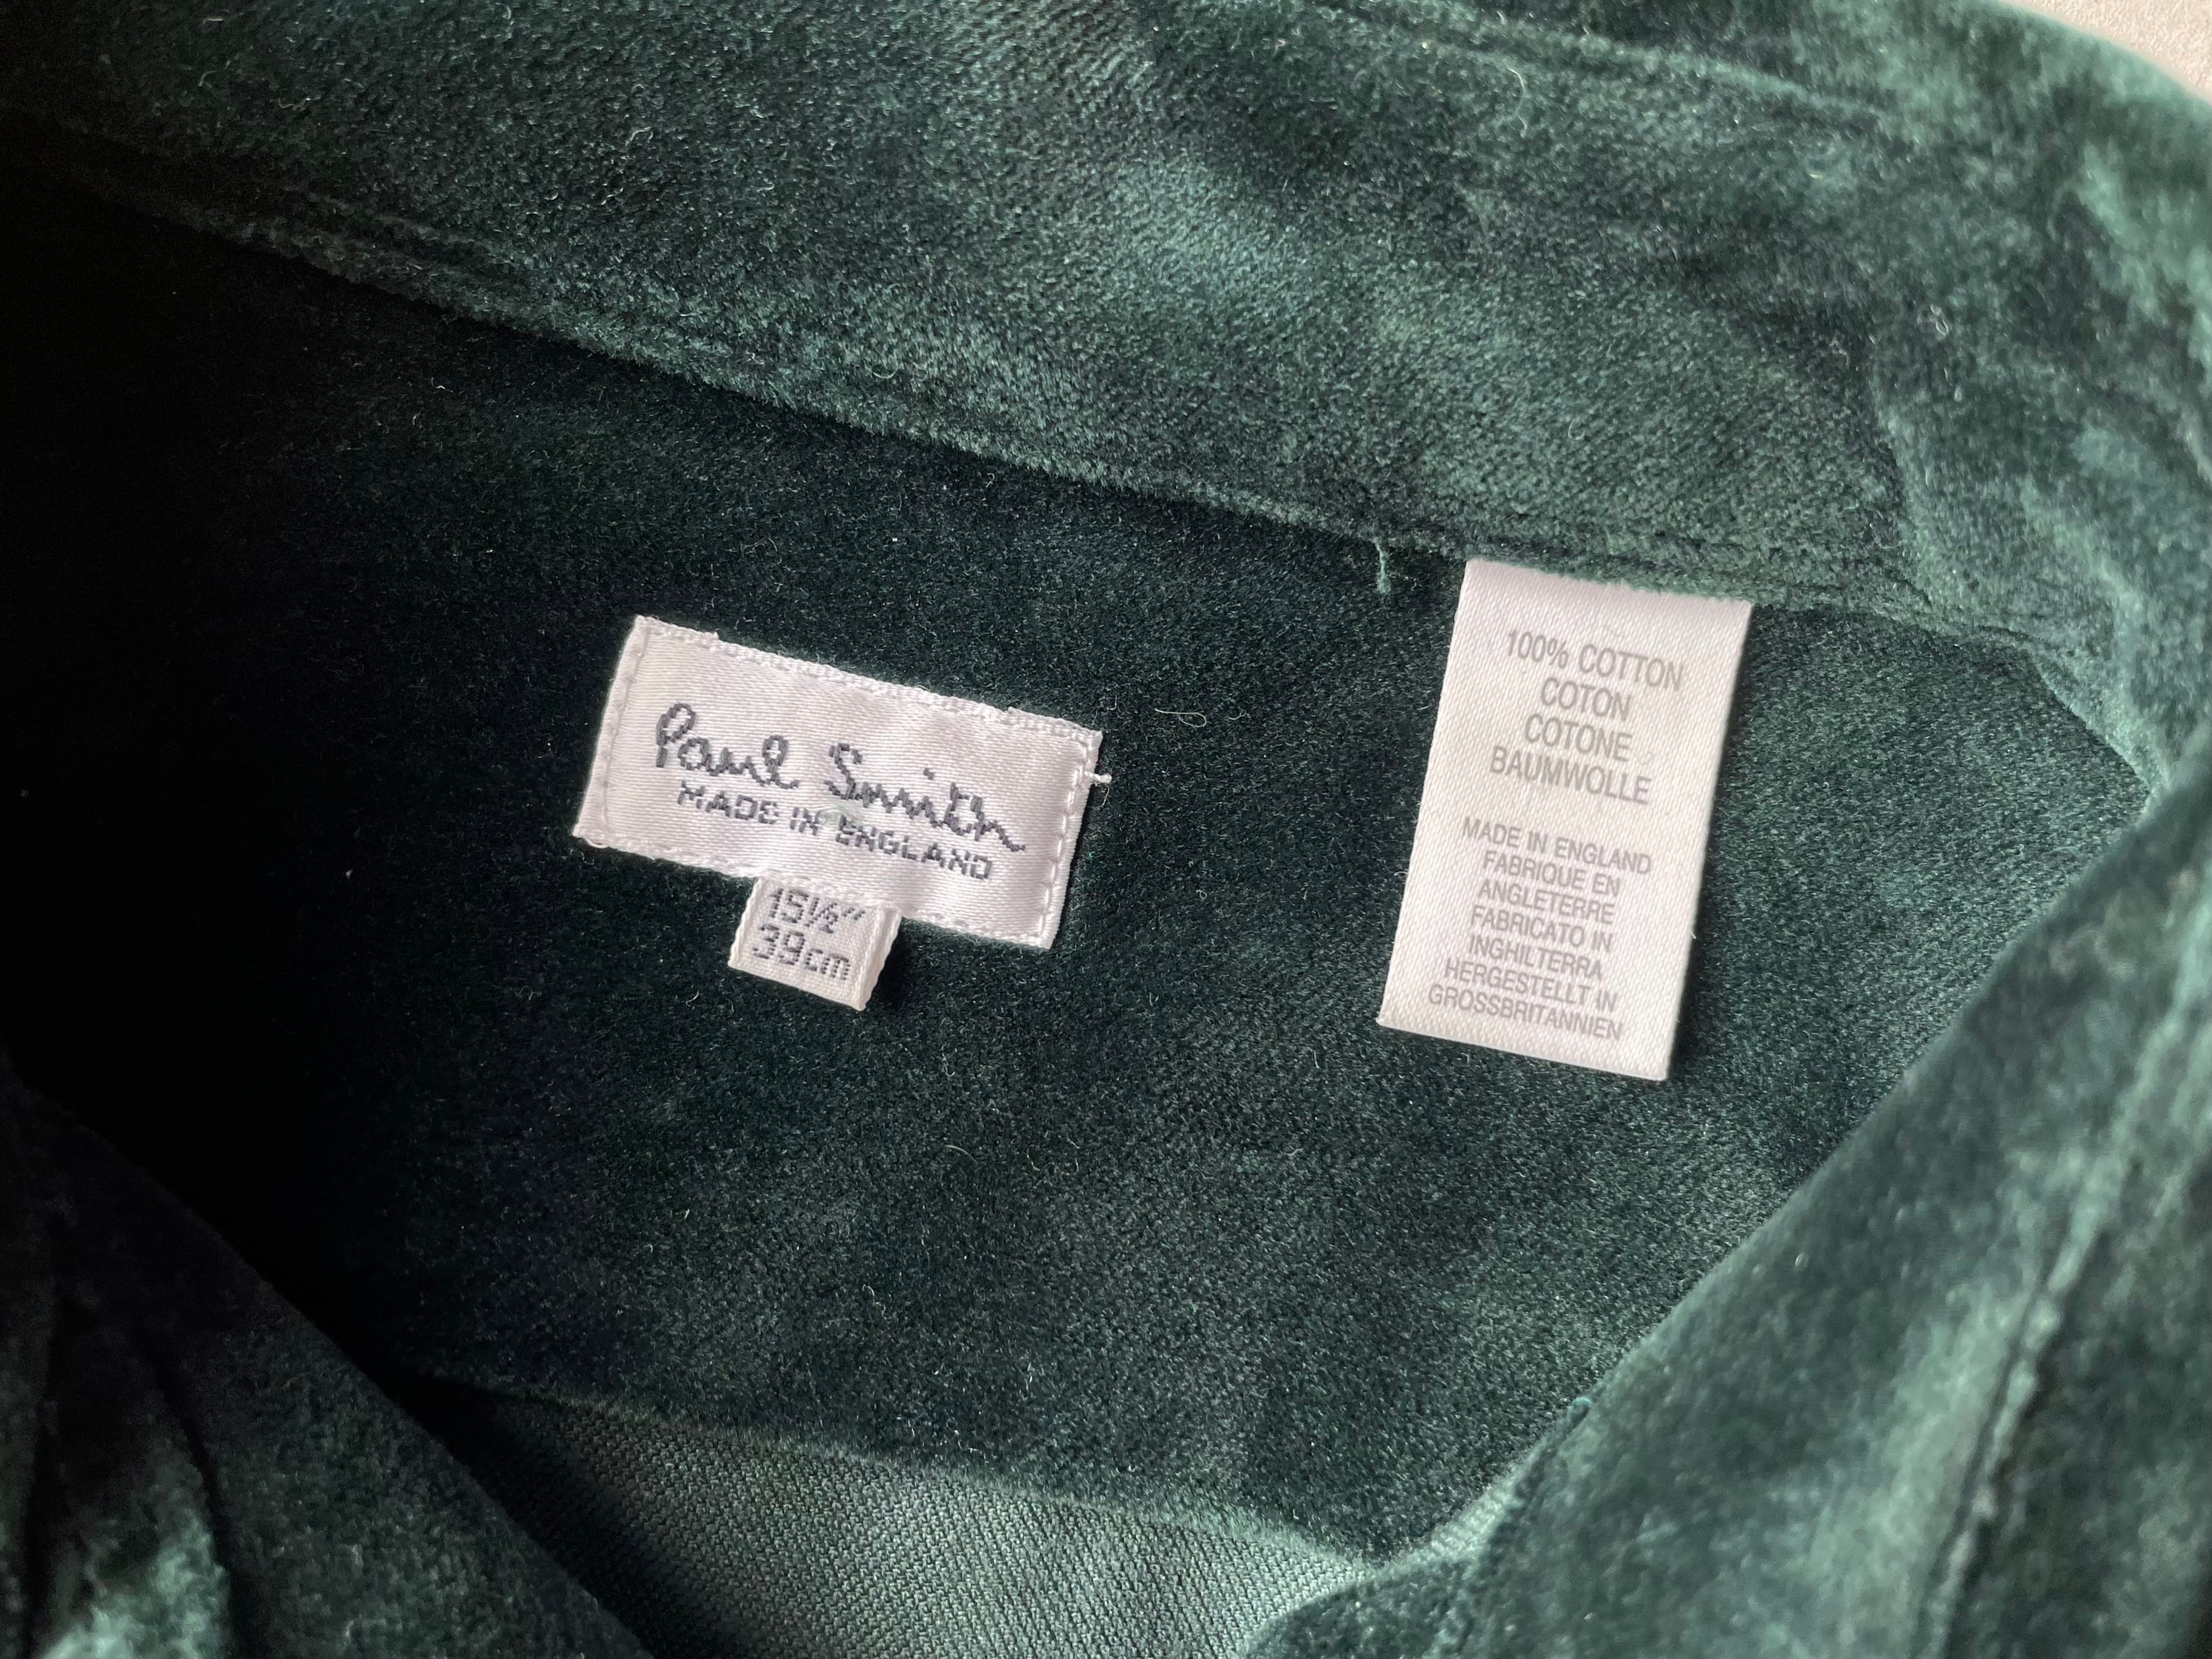 Paul Smith
MADE IN ENGLAND
15½"
39cm
100% COTTON
COTON
COTONE
BAUMWOLLE
MADE IN ENGLAND
FABRIQUE EN
ANGLETERRE
FABRICATO IN
INGHILTERRA
HERGESTELLT IN
GROSSBRITANNIEN